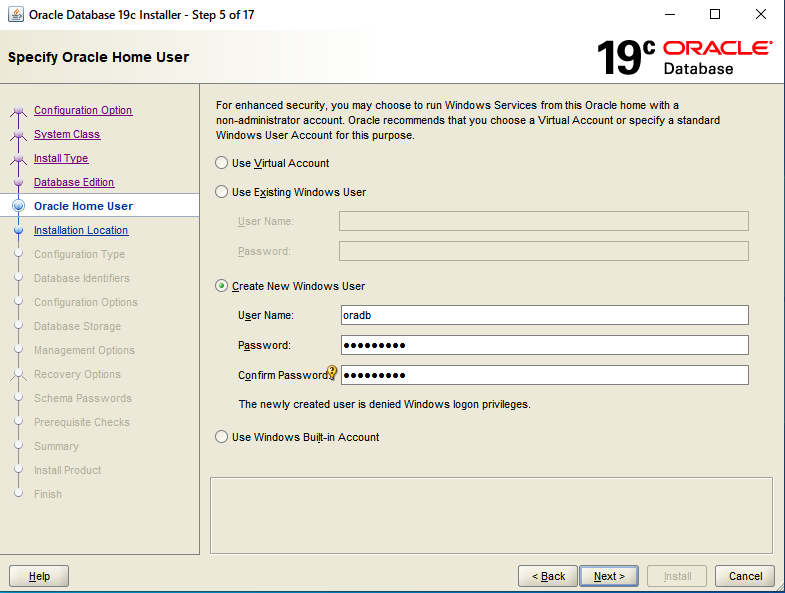 Oracle Database 19c Installer - Step 5 of 17
Specify Oracle Home User
19c ORACLE
Database
Configuration Option
System Class
Install Type
Database Edition
Oracle Home User
Installation Location
Configuration Type
Database Identifiers
Configuration Options
Database Storage
Management Options
Recovery Options
Schema Passwords
Prerequisite Checks
Summary
Install Product
Finish
For enhanced security, you may choose to run Windows Services from this Oracle home with a
non-administrator account. Oracle recommends that you choose a Virtual Account or specify a standard
Windows User Account for this purpose.
Use Virtual Account
Use Existing Windows User
User Name:
Password:
Create New Windows User
User Name: oradb
Password: ●●●●●●●●●
Confirm Password: ●●●●●●●●●
The newly created user is denied Windows logon privileges.
Use Windows Built-in Account
Help
< Back
Next >
Install
Cancel